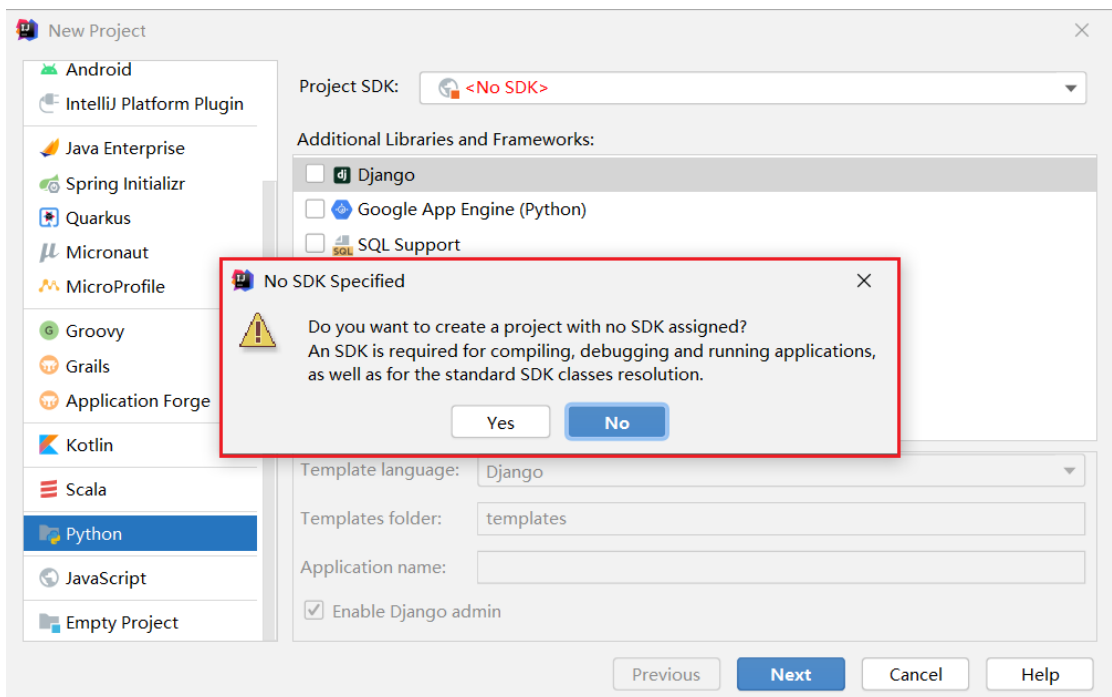 New Project
Android
IntelliJ Platform Plugin
Java Enterprise
Spring Initializr
Quarkus
Micronaut
MicroProfile
Groovy
Grails
Application Forge
Kotlin
Scala
Python
JavaScript
Empty Project
Project SDK:
<No SDK>
Additional Libraries and Frameworks:
dj Django
Google App Engine (Python)
SQL SQL Support
No SDK Specified
Do you want to create a project with no SDK assigned?
An SDK is required for compiling, debugging and running applications,
as well as for the standard SDK classes resolution.
Yes No
Template language: Django
Templates folder: templates
Application name:
Enable Django admin
Previous Next Cancel Help